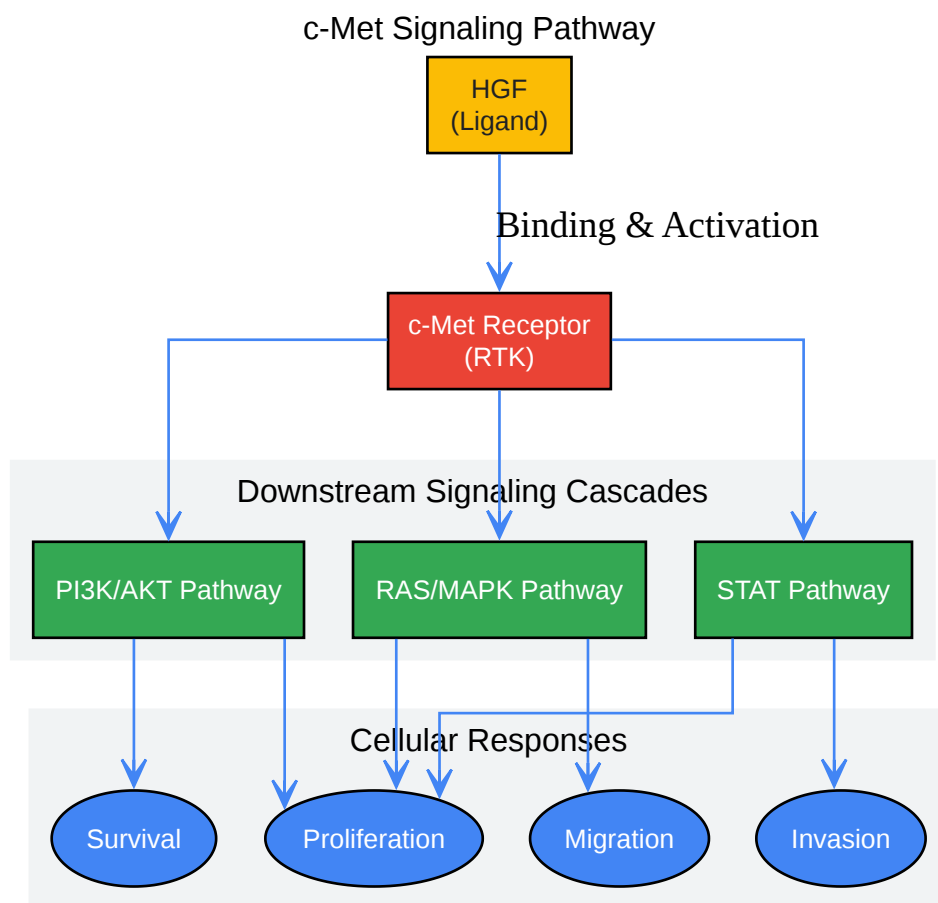 c-Met Signaling Pathway
HGF
(Ligand)
Binding & Activation
c-Met Receptor
(RTK)
Downstream Signaling Cascades
PI3K/AKT Pathway
RAS/MAPK Pathway
STAT Pathway
Cellular Responses
Survival
Proliferation
Migration
Invasion